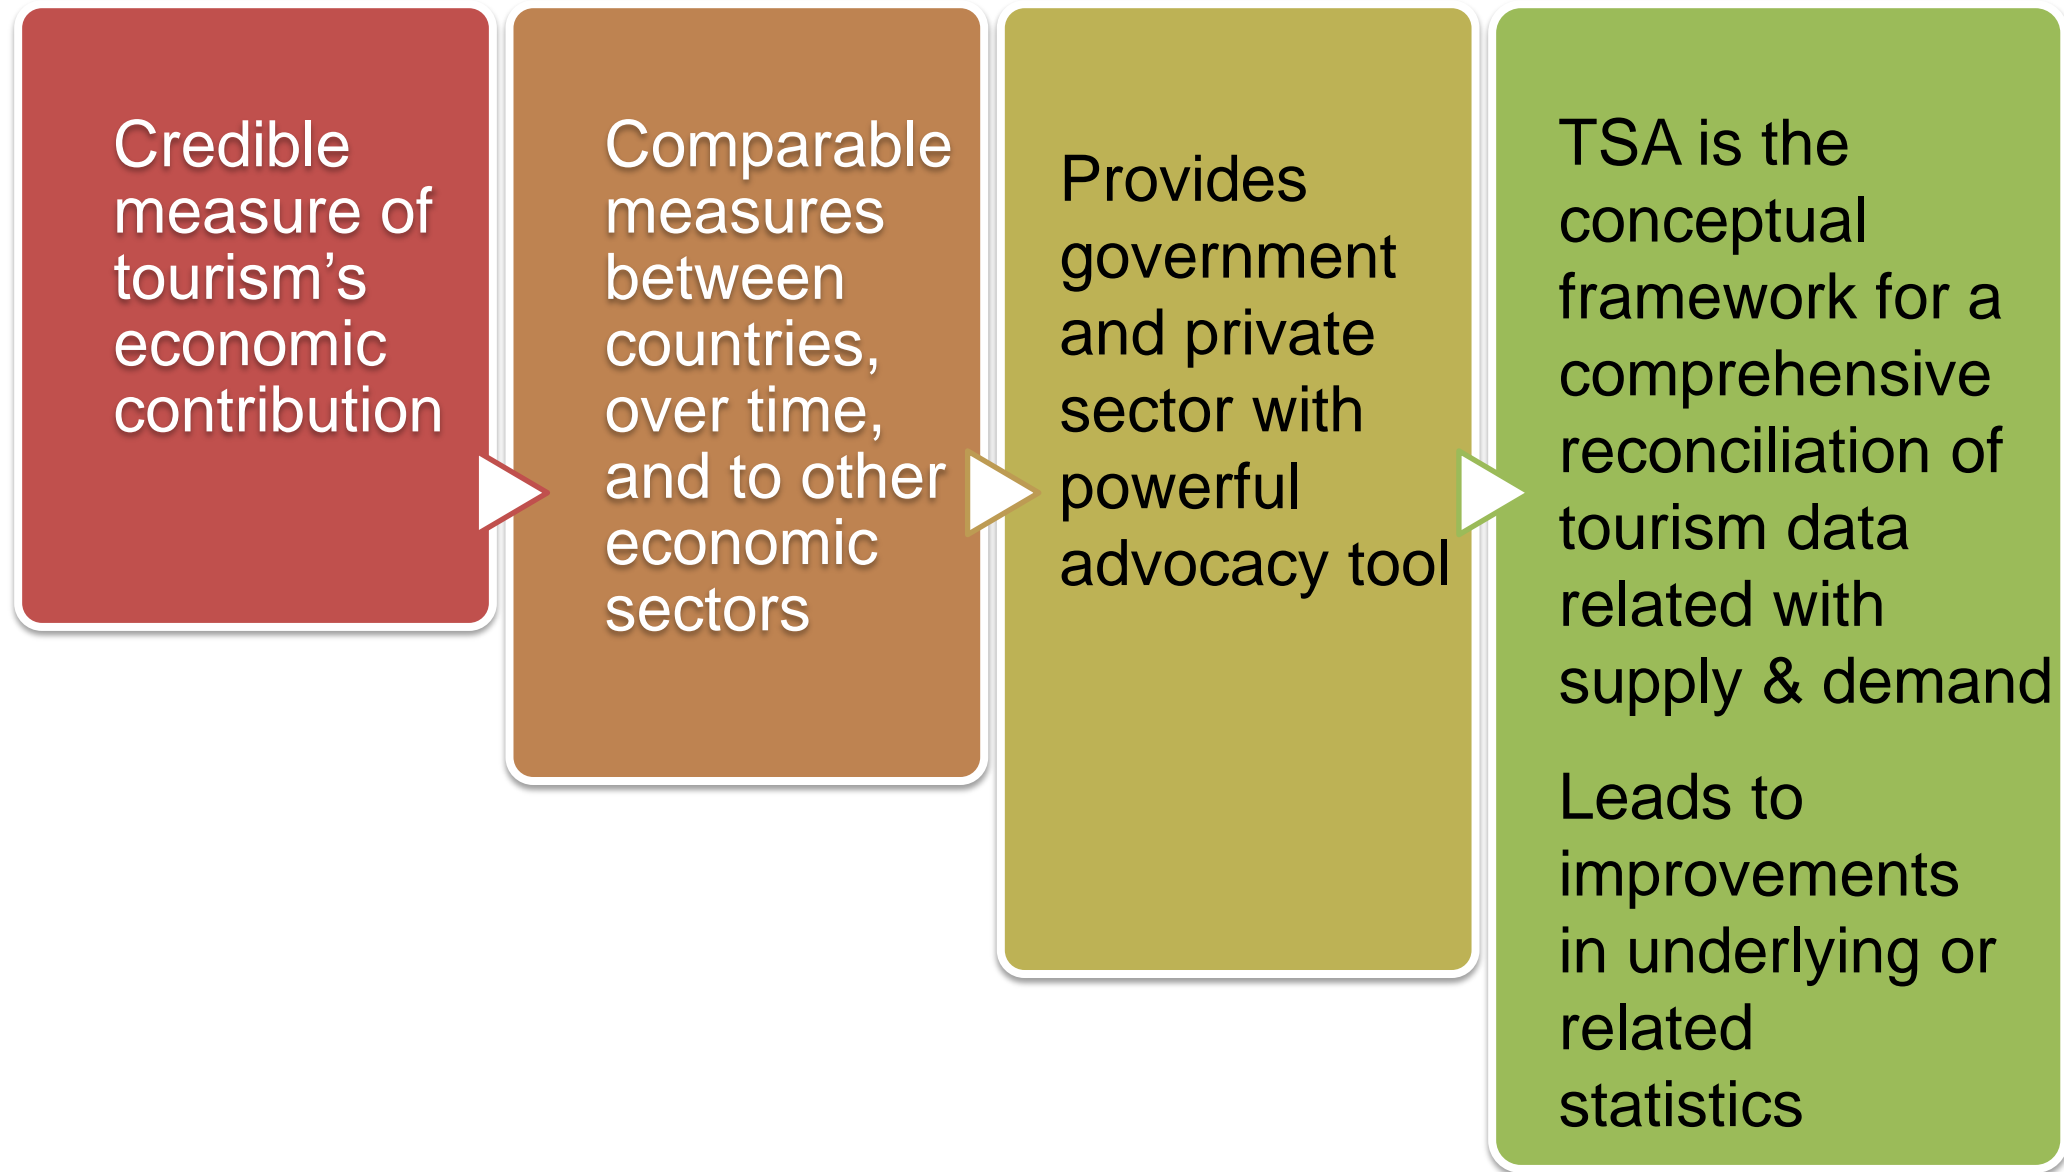 Credible
measure of
tourism’s
economic
contribution
Comparable
measures
between
countries,
over time,
and to other
economic
sectors
Provides
government
and private
sector with
powerful
advocacy tool
TSA is the
conceptual
framework for a
comprehensive
reconciliation of
tourism data
related with
supply & demand
Leads to
improvements
in underlying or
related
statistics